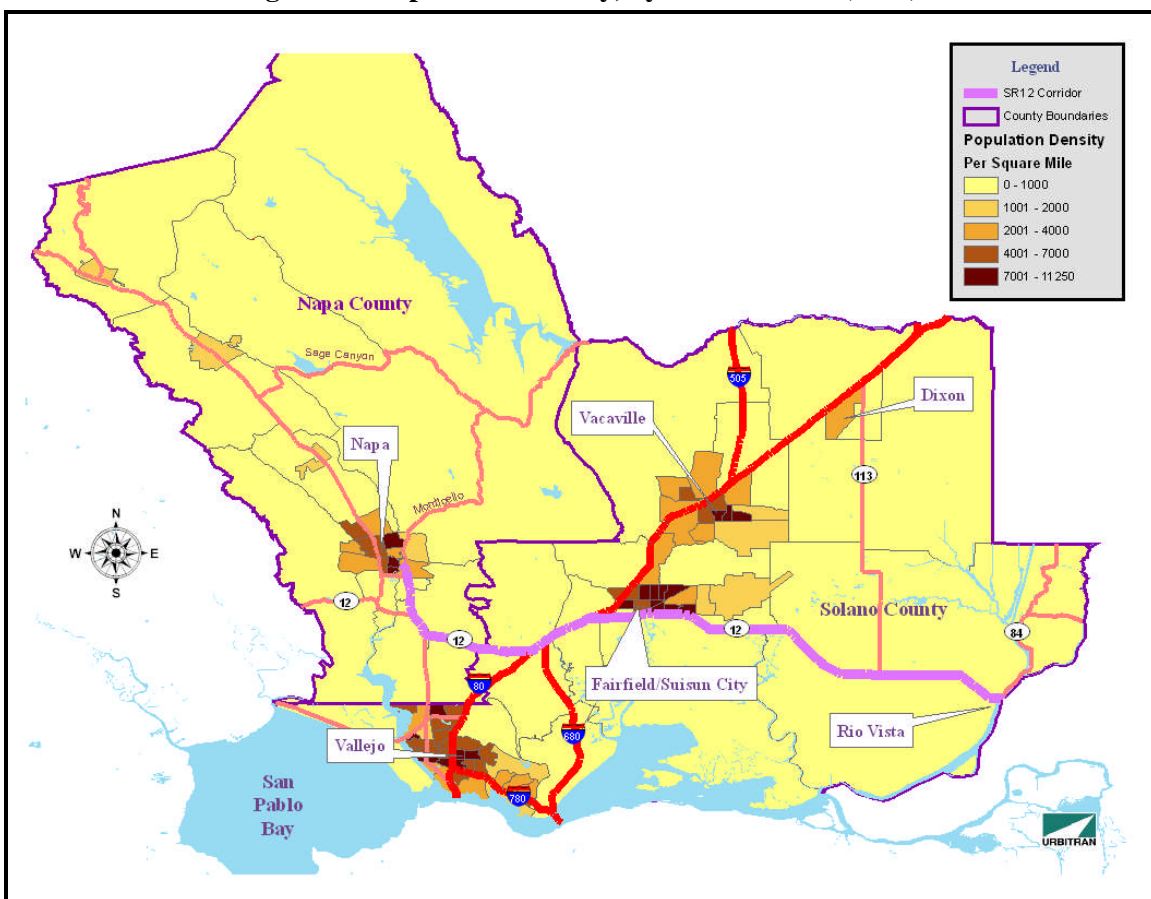 Legend
SR12 Corridor
County Boundaries
Population Density
Per Square Mile
0 - 1000
1001 - 2000
2001 - 4000
4001 - 7000
7001 - 11250
Napa County
Sage Canyon
505
Dixon
Vacaville
Napa
113
Monticello
N
W
E
S
12
Solano County
12
12
84
Fairfield/Suisun City
80
680
Rio Vista
Vallejo
780
San
Pablo
Bay
URBITRAN